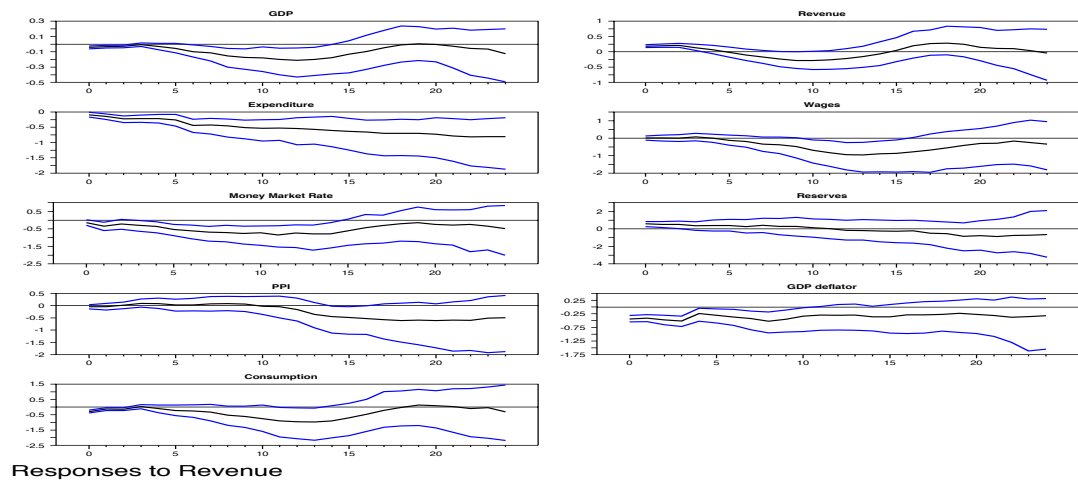 GDP
0.3
0.1
-0.1
-0.3
-0.5
0 5 10 15 20
Revenue
1
0.5
0
-0.5
-1
0 5 10 15 20
Expenditure
0
-0.5
-1
-1.5
-2
0 5 10 15 20
Wages
1
0
-1
-2
0 5 10 15 20
Money Market Rate
0.5
-0.5
-1.5
-2.5
0 5 10 15 20
Reserves
2
0
-2
-4
0 5 10 15 20
PPI
0.5
0
-0.5
-1
-1.5
-2
0 5 10 15 20
GDP deflator
0.25
-0.25
-0.75
-1.25
-1.75
0 5 10 15 20
Consumption
1.5
0.5
-0.5
-1.5
-2.5
0 5 10 15 20
Responses to Revenue